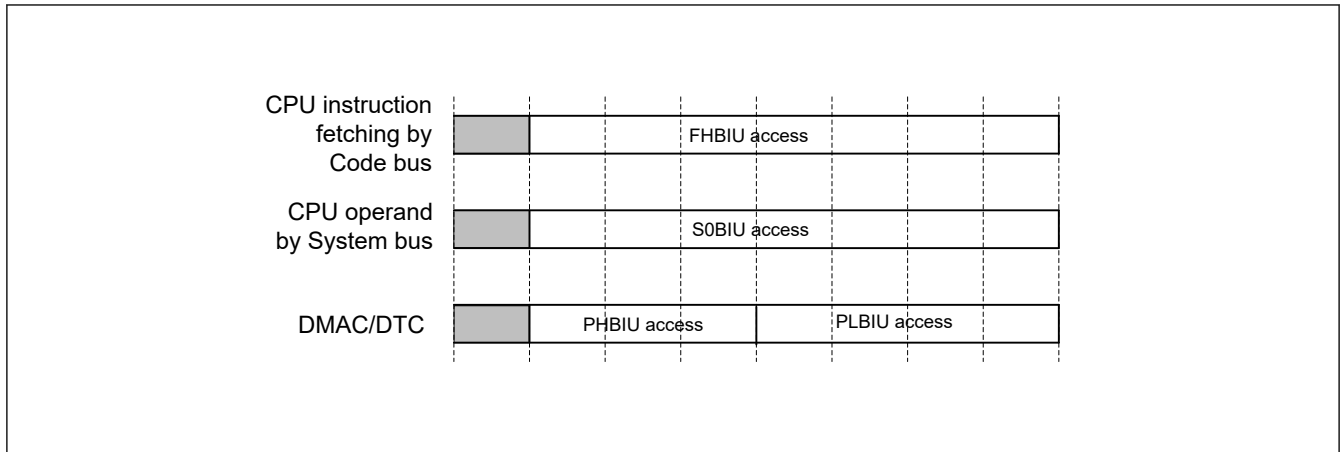 CPU instruction
fetching by
Code bus
FHBIU access
CPU operand
by System bus
S0BIU access
DMAC/DTC
PHBIU access
PLBIU access